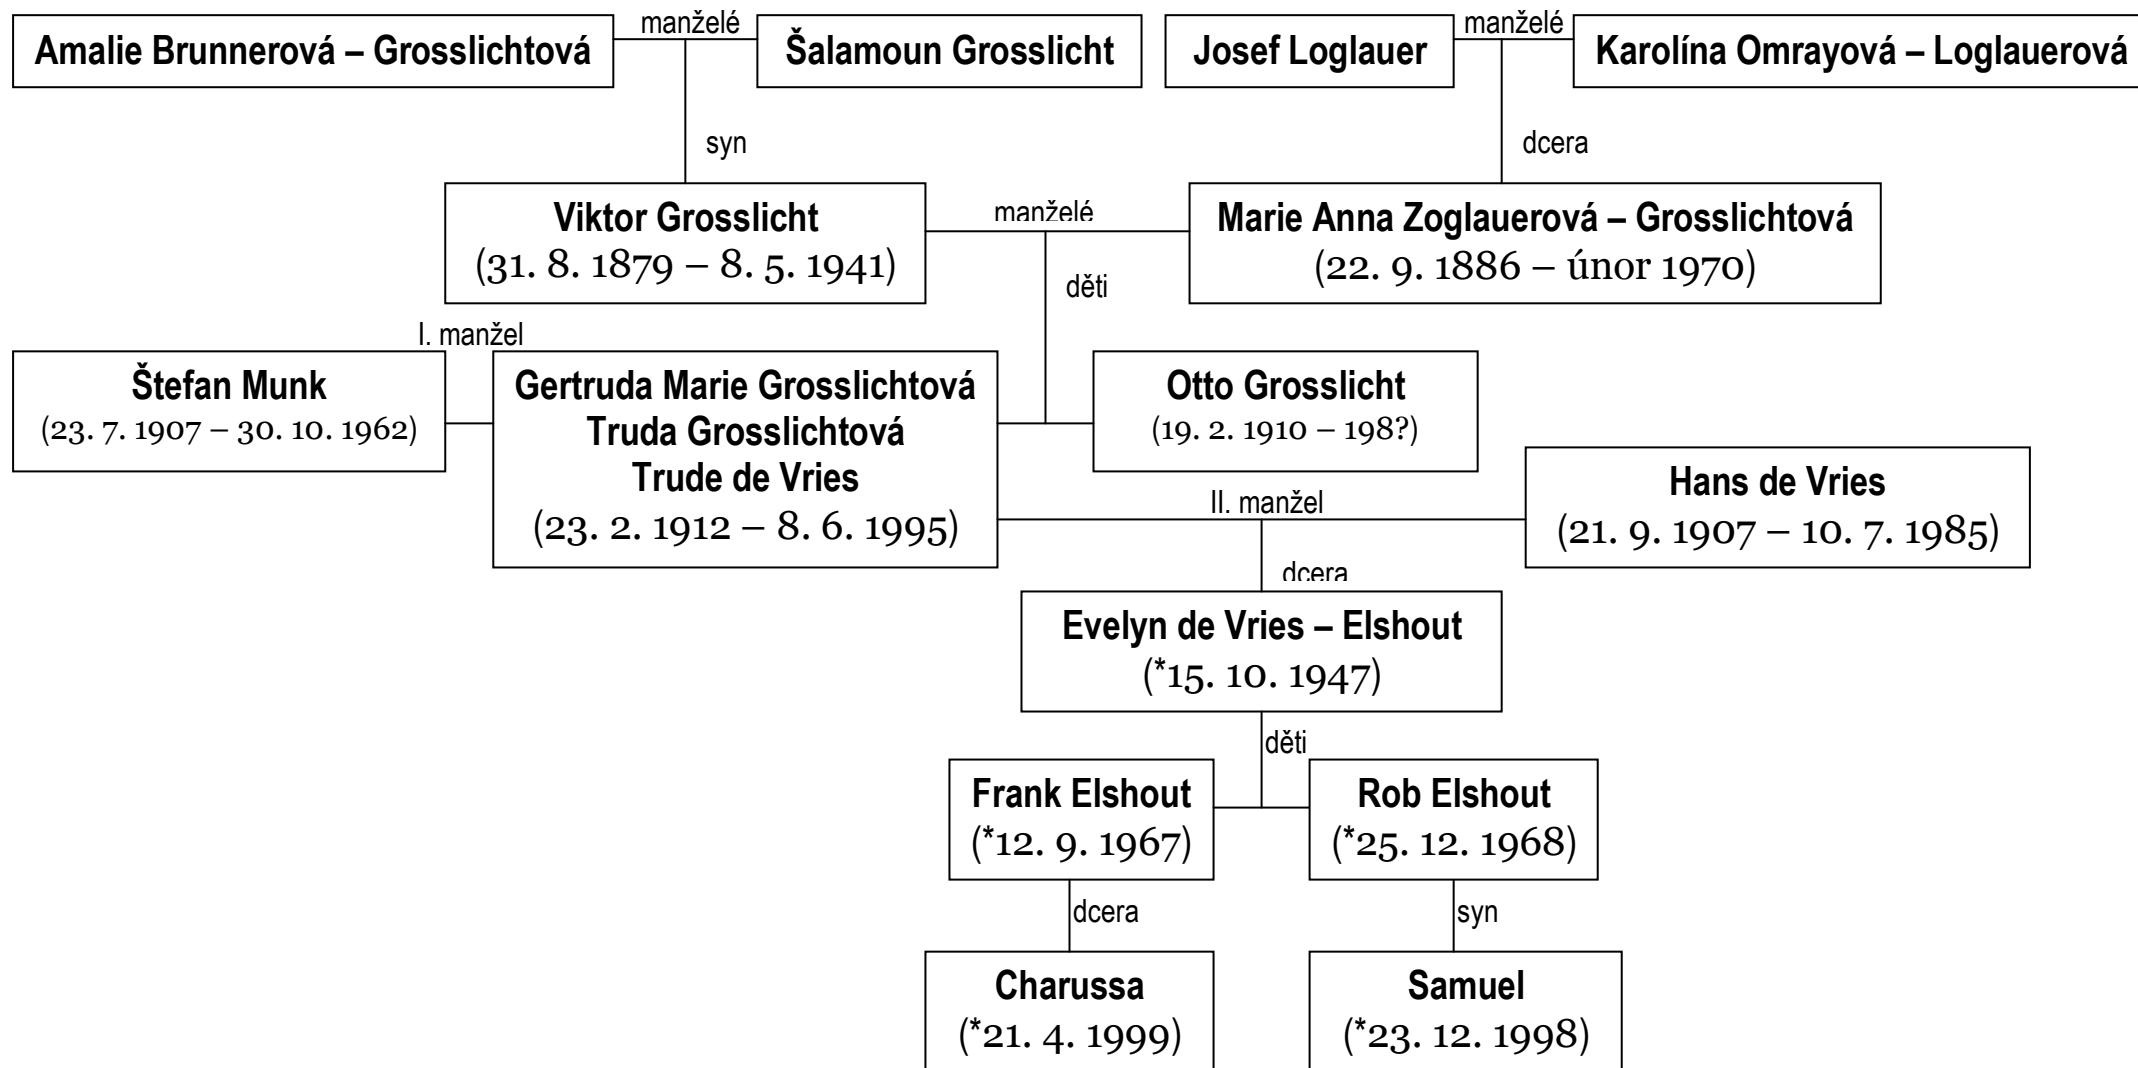 manželé
manželé
Amalie Brunnerová – Grosslichtová
Šalamoun Grosslicht
Josef Loglauer
Karolína Omrayová – Loglauerová
syn
dcera
Viktor Grosslicht
(31. 8. 1879 – 8. 5. 1941)
manželé
Marie Anna Zoglauerová – Grosslichtová
(22. 9. 1886 – únor 1970)
děti
I. manžel
Štefan Munk
(23. 7. 1907 – 30. 10. 1962)
Gertruda Marie Grosslichtová
Truda Grosslichtová
Trude de Vries
(23. 2. 1912 – 8. 6. 1995)
Otto Grosslicht
(19. 2. 1910 – 198?)
II. manžel
Hans de Vries
(21. 9. 1907 – 10. 7. 1985)
dcera
Evelyn de Vries – Elshout
(*15. 10. 1947)
děti
Frank Elshout
(*12. 9. 1967)
Rob Elshout
(*25. 12. 1968)
dcera
syn
Charussa
(*21. 4. 1999)
Samuel
(*23. 12. 1998)